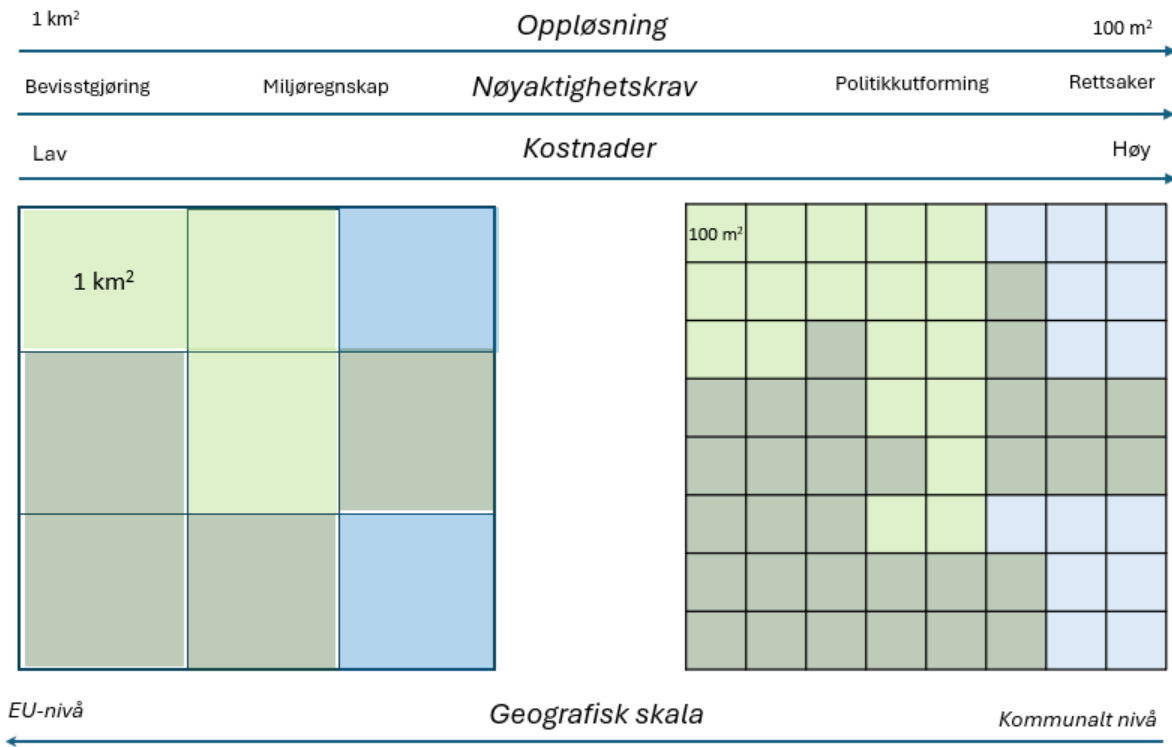 1 km²
Oppløsning
100 m²
Bevisstgjøring
Miljøregnskap
Nøyaktighetskrav
Politikkutforming
Rettsaker
Lav
Kostnader
Høy
1 km²
100 m²
EU-nivå
Geografisk skala
Kommunalt nivå